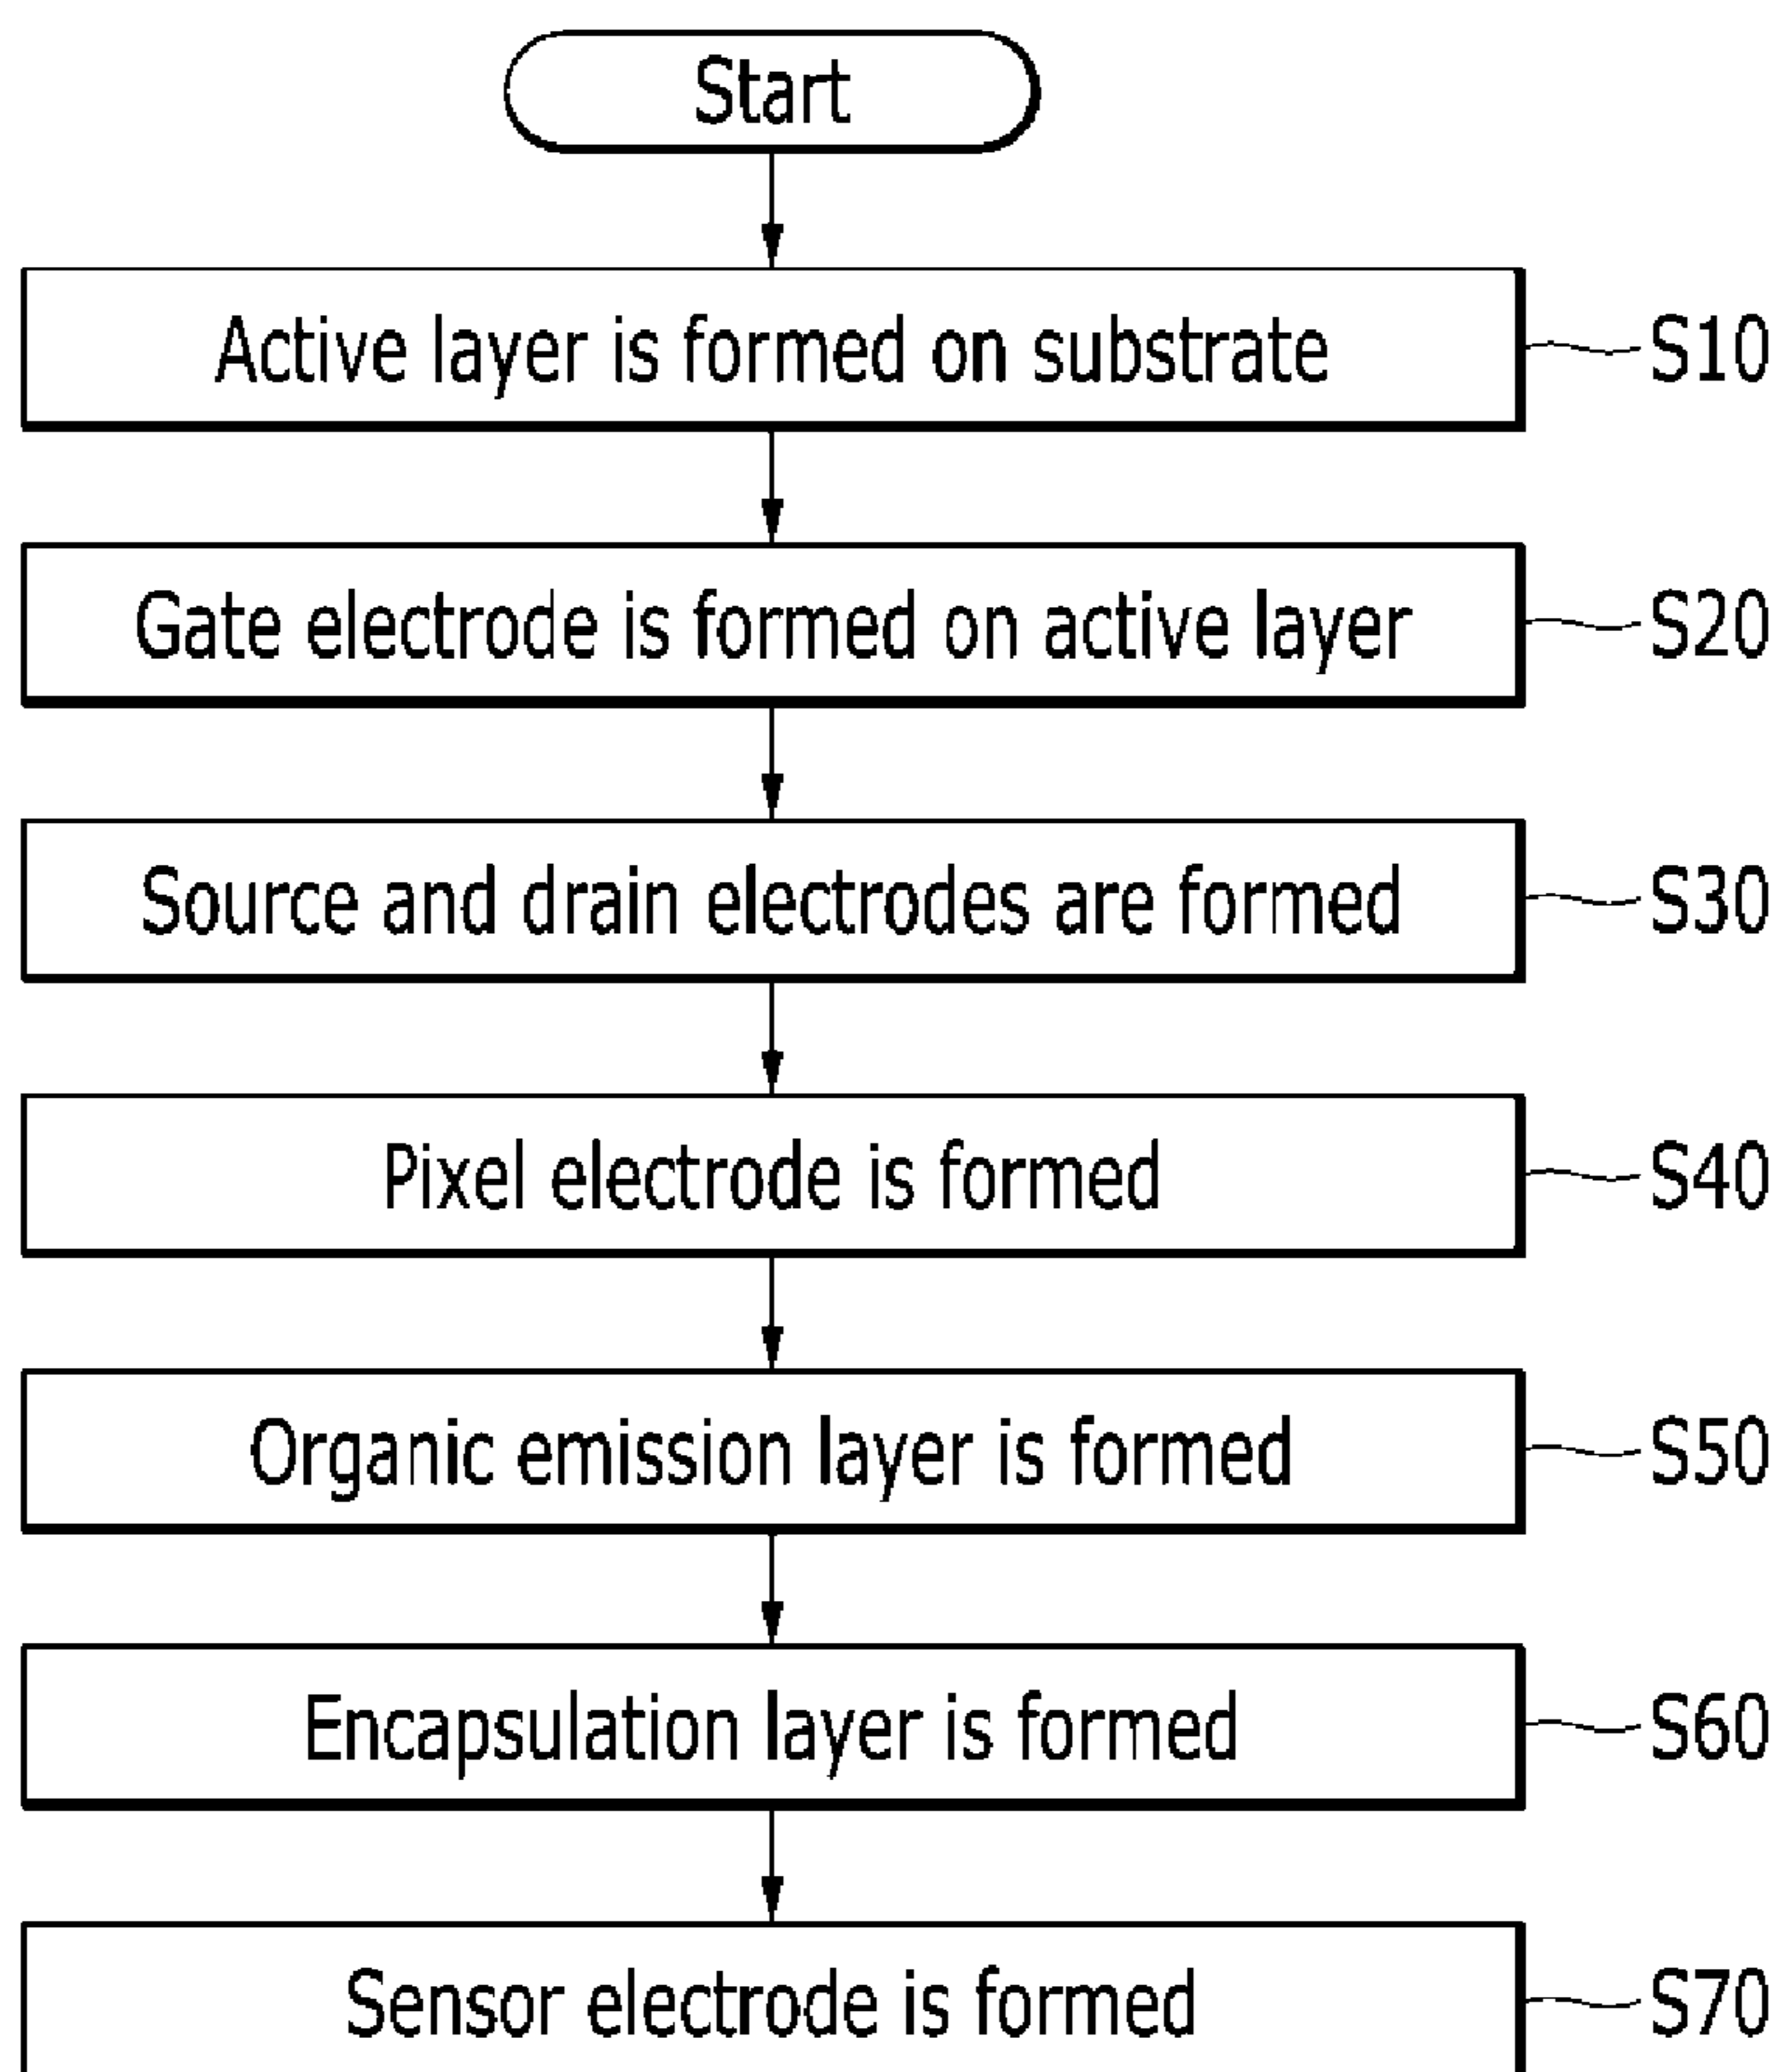 Start
Active layer is formed on substrate
S10
Gate electrode is formed on active layer
S20
Source and drain electrodes are formed
S30
Pixel electrode is formed
S40
Organic emission layer is formed
S50
Encapsulation layer is formed
S60
Sensor electrode is formed
S70